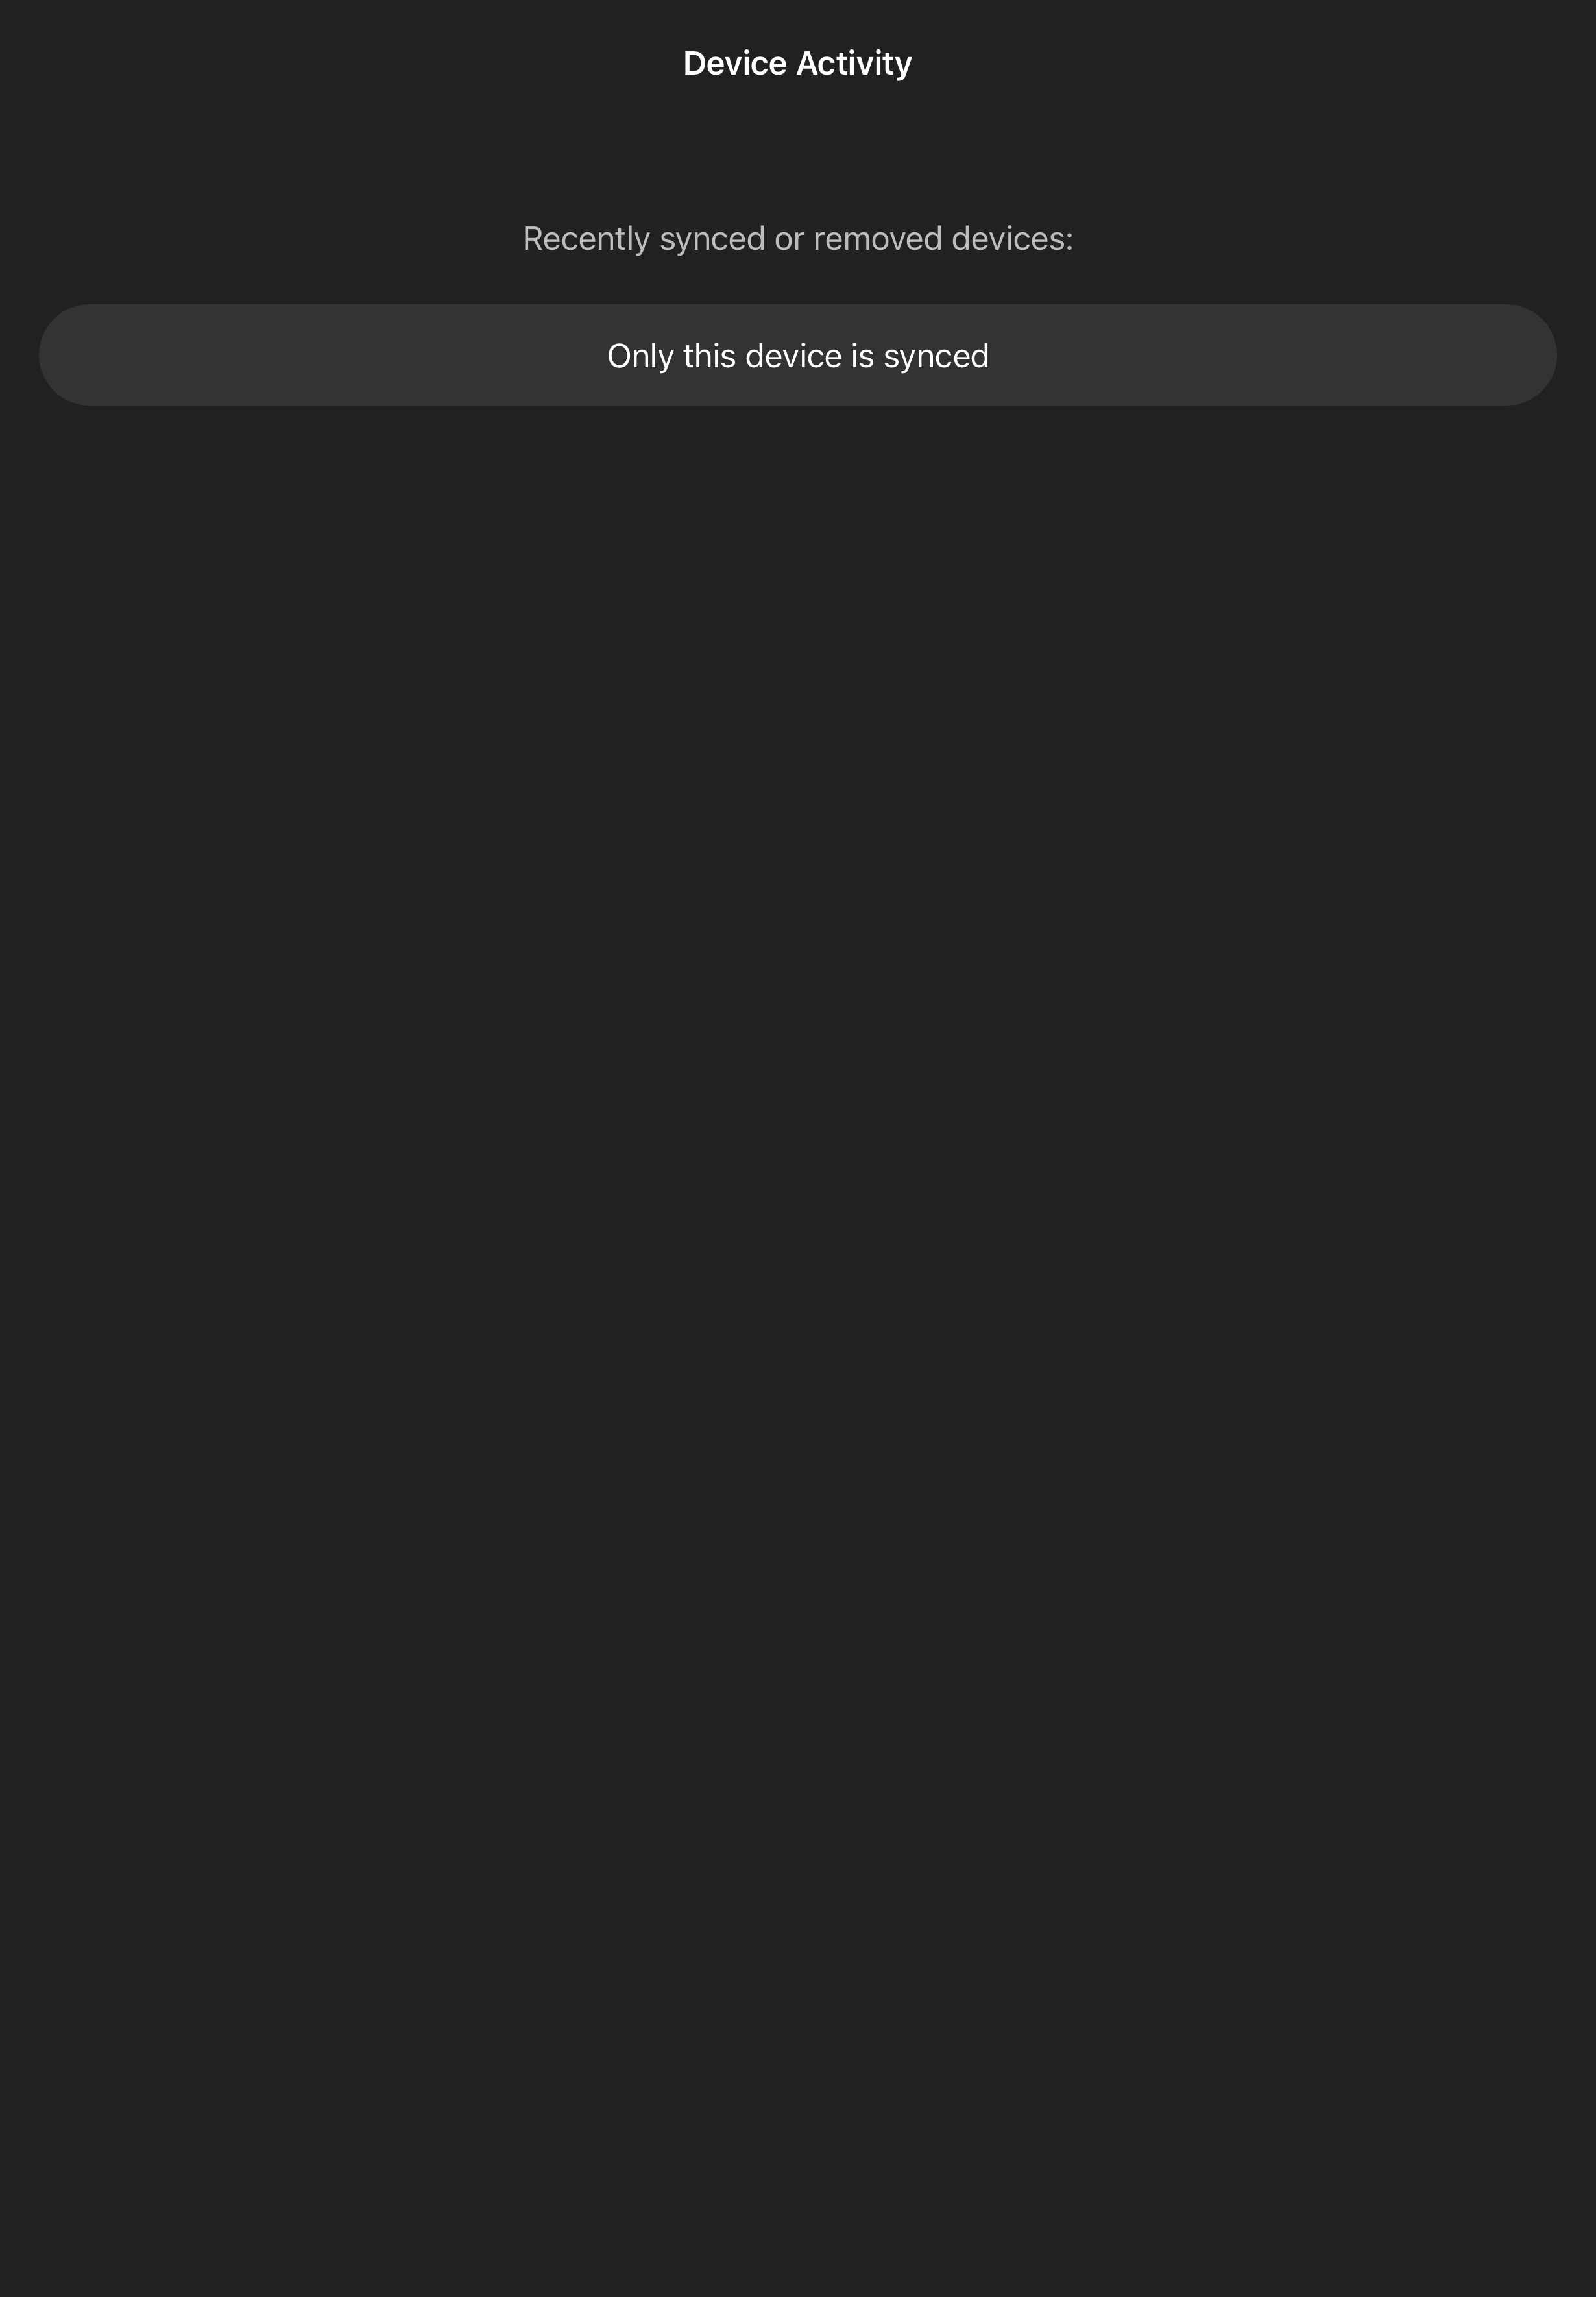 Device Activity
Recently synced or removed devices:
Only this device is synced